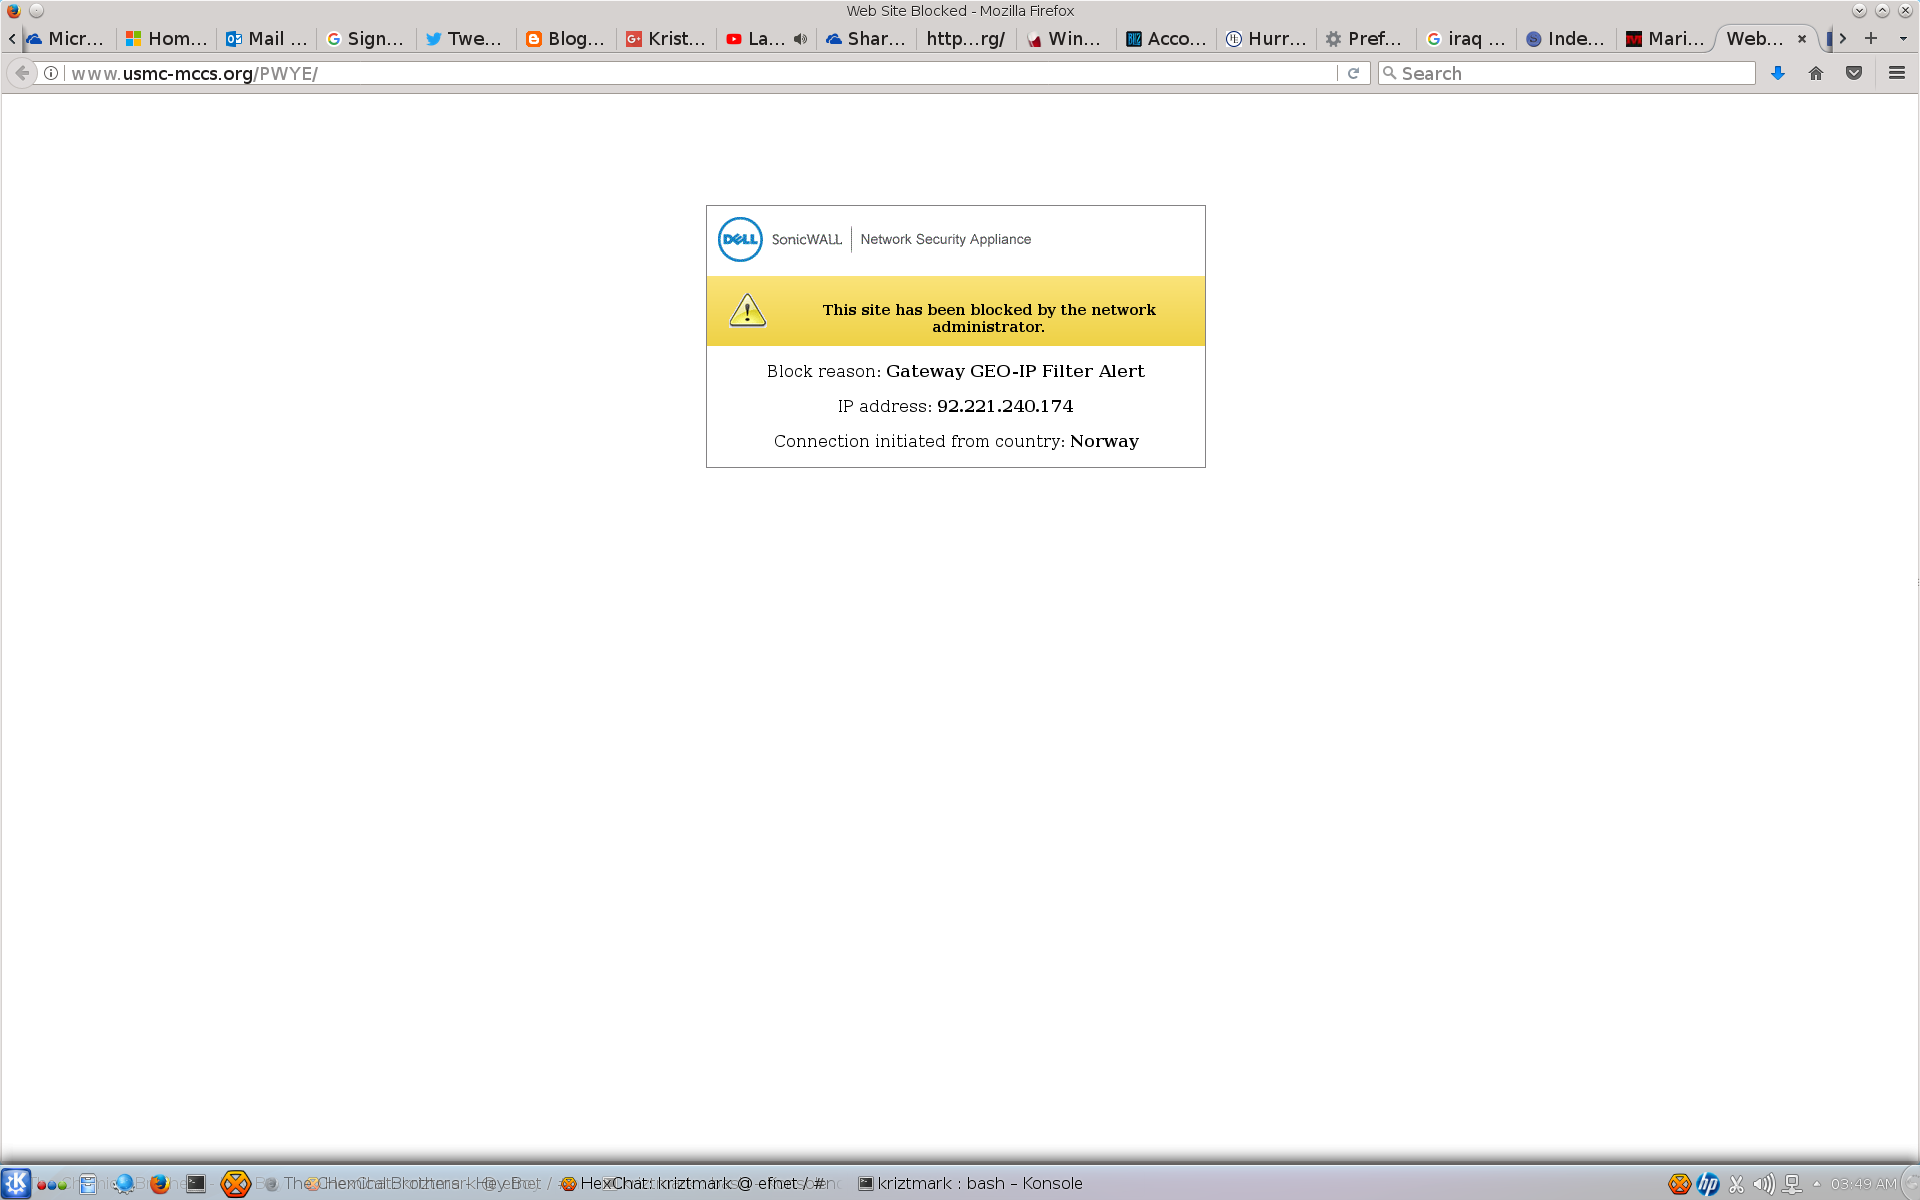 Web Site Blocked - Mozilla Firefox
Micr... Hom... Mail ... Sign... Twe... Blog... Krist... La... Shar... http...rg/ Win... Acco... Hurr... Pref... iraq ... Inde... Mari... Web...
www.usmc-mccs.org/PWYE/
Search
DELL SonicWALL | Network Security Appliance
This site has been blocked by the network
administrator.
Block reason: Gateway GEO-IP Filter Alert
IP address: 92.221.240.174
Connection initiated from country: Norway
HexChat: kriztmark @ efnet / #
kriztmark : bash – Konsole
03:49 AM